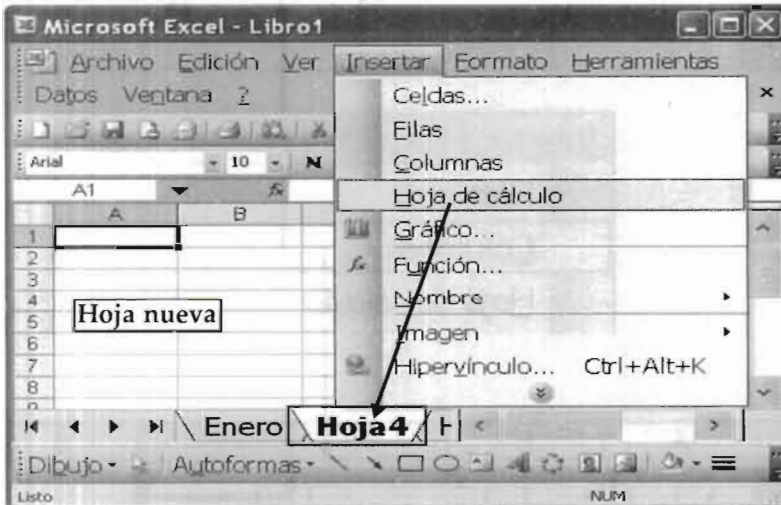 Microsoft Excel - Libro1
Archivo Edición Ver Insertar Formato Herramientas
Datos Ventana ?
Celdas...
Filas
Arial 10 N
Columnas
A1 fx
Hoja de cálculo
A B
Gráfico...
1
2
Función...
3
4
Nombre
Hoja nueva
5
6
Imagen
7
Hipervínculo... Ctrl+Alt+K
8
9
Enero Hoja4 H
Dibujo Autoformas
Listo NUM